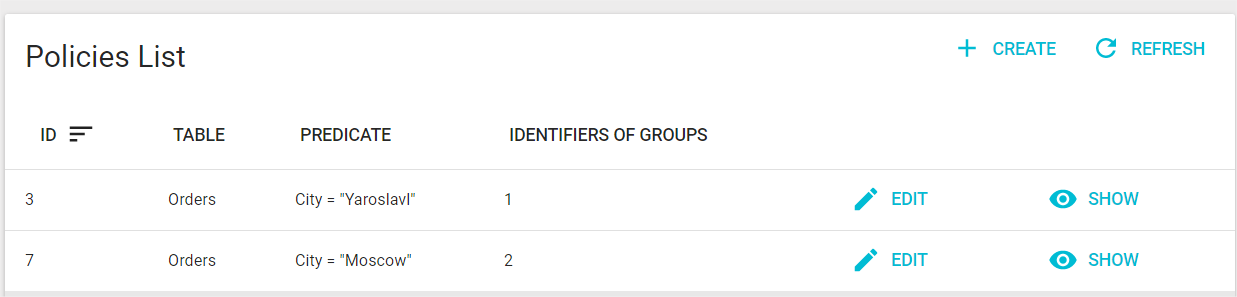 Policies List
CREATE REFRESH
ID TABLE PREDICATE IDENTIFIERS OF GROUPS
3 Orders City = "Yaroslavl" 1 EDIT SHOW
7 Orders City = "Moscow" 2 EDIT SHOW